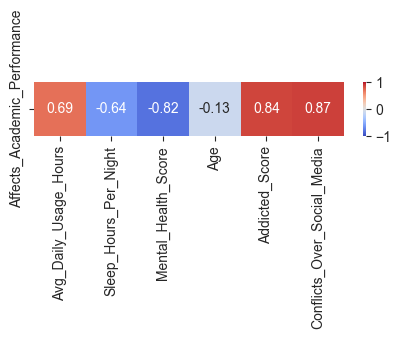 Affects_Academic_Performance
0.69 -0.64 -0.82 -0.13 0.84 0.87
1
0
−1
Avg_Daily_Usage_Hours
Sleep_Hours_Per_Night
Mental_Health_Score
Age
Addicted_Score
Conflicts_Over_Social_Media